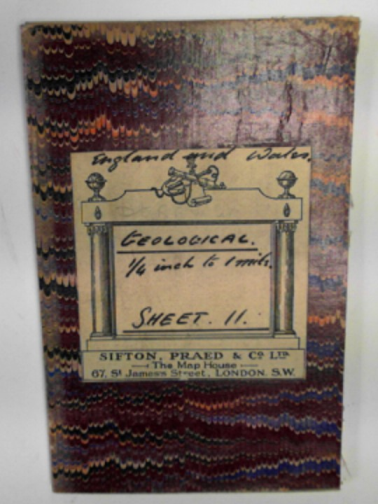 England and Wales.
GEOLOGICAL.
1/4 inch to 1 mile.
SHEET. 11.
SIFTON, PRAED & Co LTD.
The Map House
67, St James's Street, LONDON. S.W.